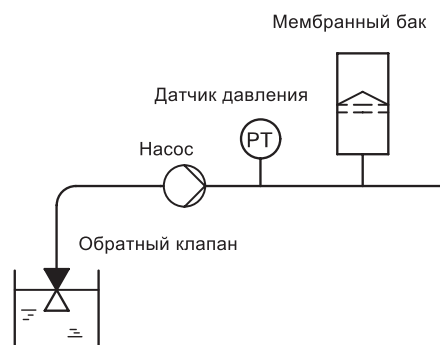 Мембранный бак
Датчик давления
PT
Насос
Обратный клапан